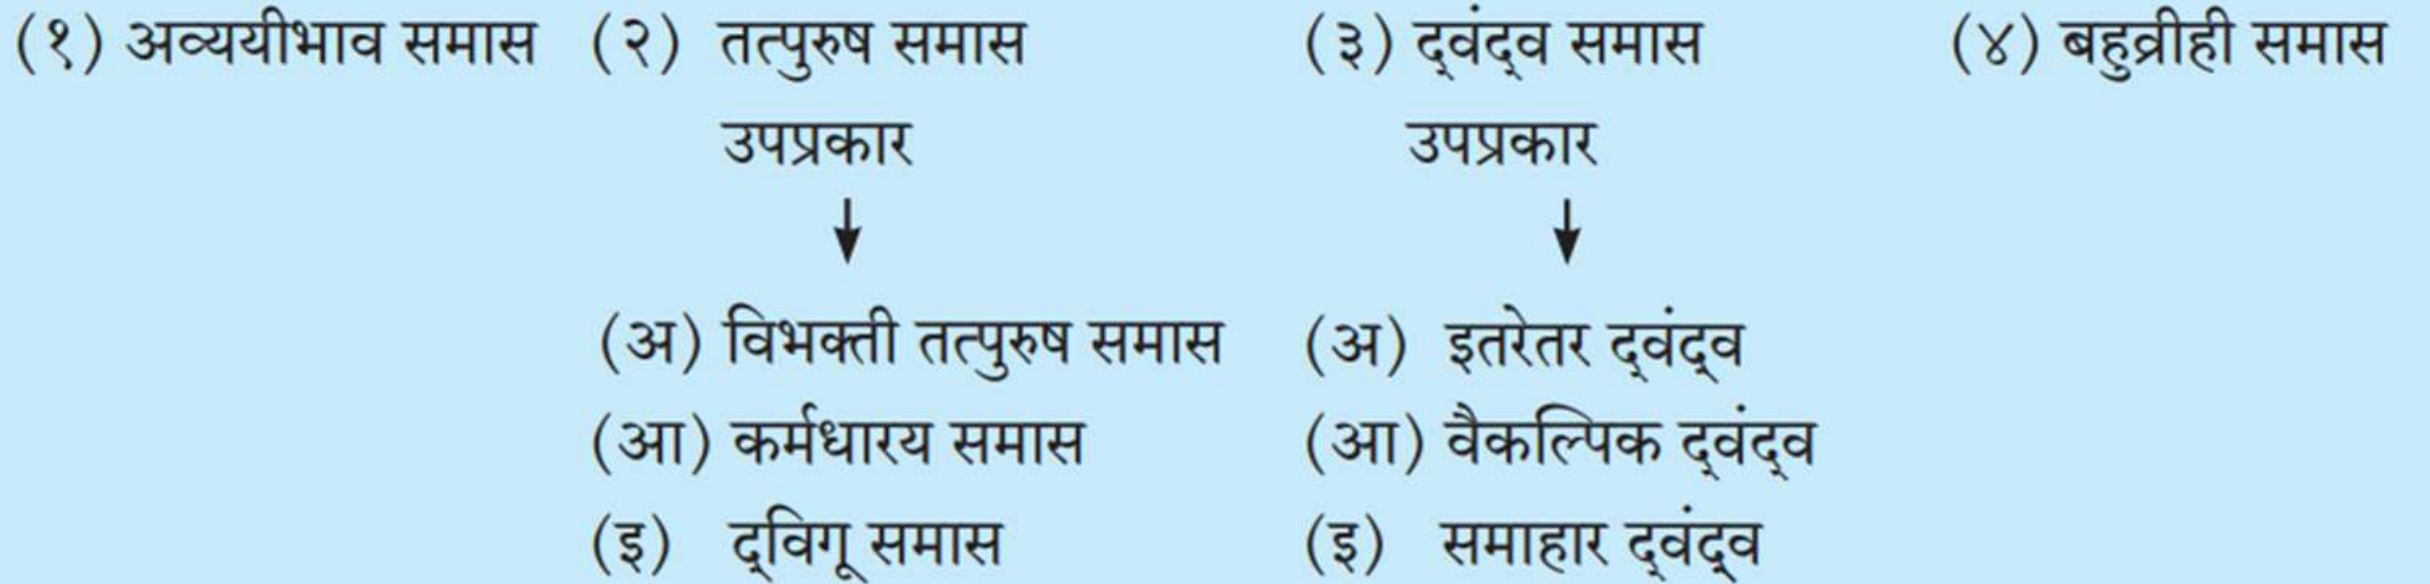 (१) अव्ययीभाव समास (२) तत्पुरुष समास (३) द्‌वंद्‌व समास (४) बहुव्रीही समास
उपप्रकार उपप्रकार
(अ) विभक्ती तत्पुरुष समास (अ) इतरेतर द्‌वंद्‌व
(आ) कर्मधारय समास (आ) वैकल्पिक द्‌वंद्‌व
(इ) द्‌विगू समास (इ) समाहार द्‌वंद्‌व